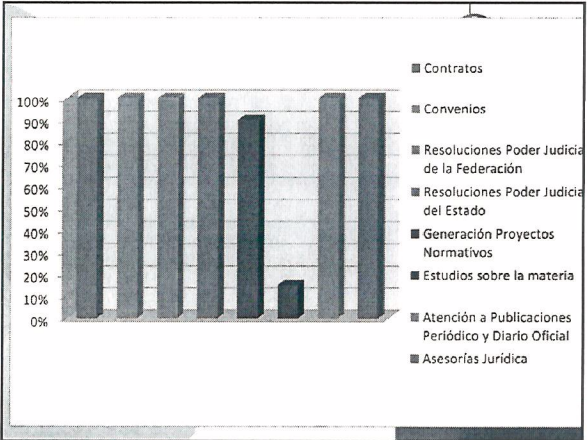 100%
90%
80%
70%
60%
50%
40%
30%
20%
10%
0%
Contratos
Convenios
Resoluciones Poder Judicia
de la Federación
Resoluciones Poder Judicia
del Estado
Generación Proyectos
Normativos
Estudios sobre la materia
Atención a Publicaciones
Periódico y Diario Oficial
Asesorías Jurídica